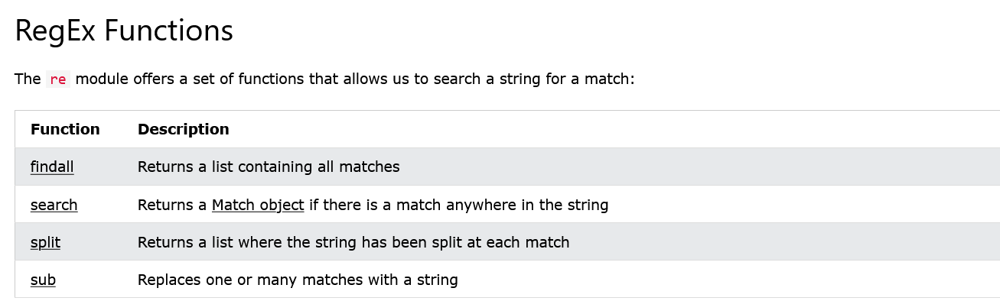 RegEx Functions
The re module offers a set of functions that allows us to search a string for a match:
Function Description
findall Returns a list containing all matches
search Returns a Match object if there is a match anywhere in the string
split Returns a list where the string has been split at each match
sub Replaces one or many matches with a string